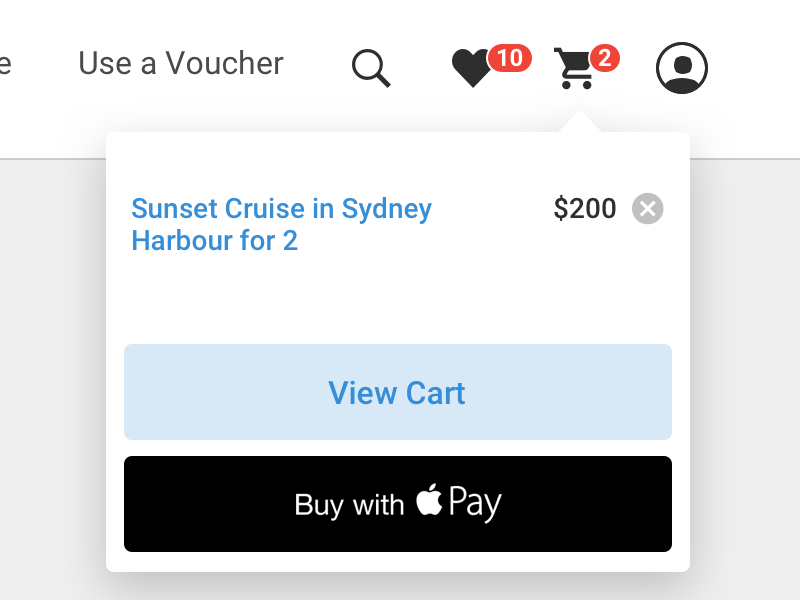 e
Use a Voucher
10
2
Sunset Cruise in Sydney
Harbour for 2
$200
View Cart
Buy with Pay